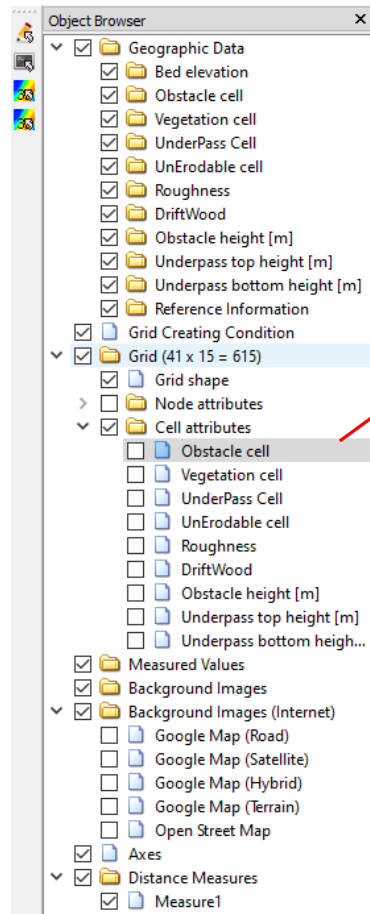 Object Browser
Geographic Data
Bed elevation
Obstacle cell
Vegetation cell
UnderPass Cell
UnErodable cell
Roughness
DriftWood
Obstacle height [m]
Underpass top height [m]
Underpass bottom height [m]
Reference Information
Grid Creating Condition
Grid (41 x 15 = 615)
Grid shape
Node attributes
Cell attributes
Obstacle cell
Vegetation cell
UnderPass Cell
UnErodable cell
Roughness
DriftWood
Obstacle height [m]
Underpass top height [m]
Underpass bottom heigh...
Measured Values
Background Images
Background Images (Internet)
Google Map (Road)
Google Map (Satellite)
Google Map (Hybrid)
Google Map (Terrain)
Open Street Map
Axes
Distance Measures
Measure1